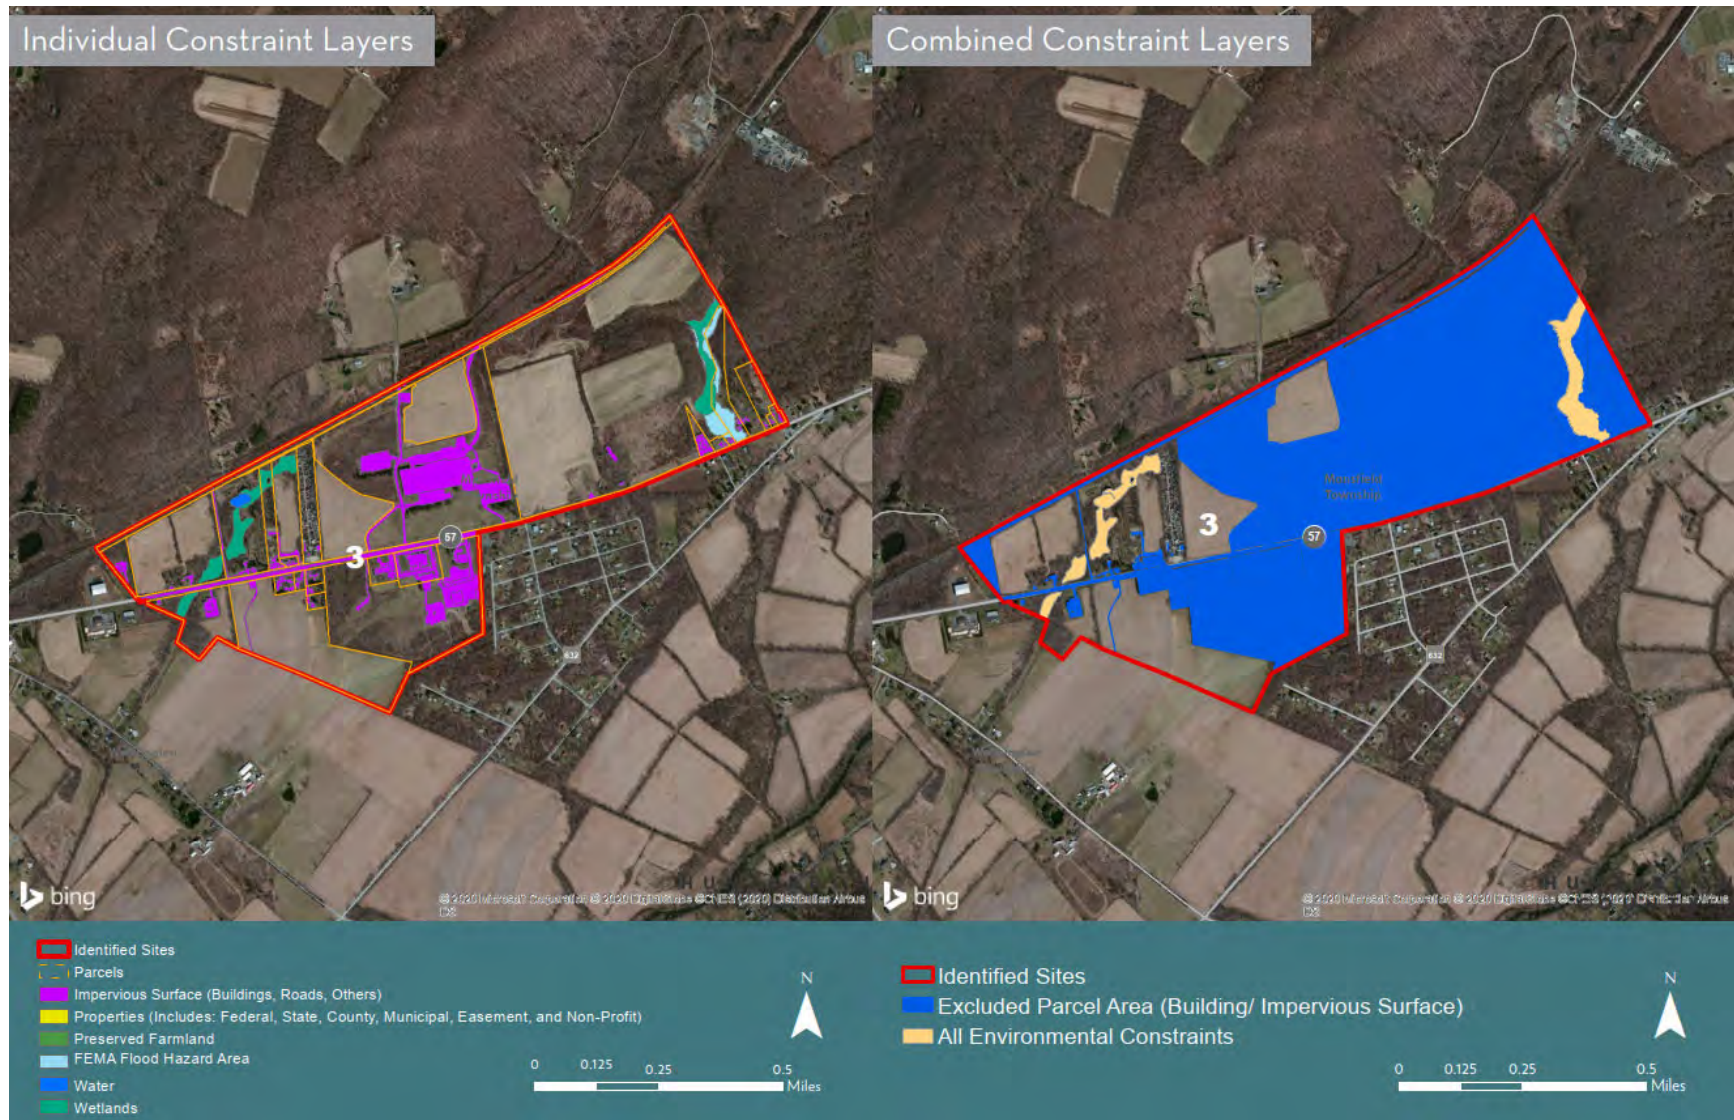 Individual Constraint Layers
3
57
632
bing
Identified Sites
Parcels
Impervious Surface (Buildings, Roads, Others)
Properties (Includes: Federal, State, County, Municipal, Easement, and Non-Profit)
Preserved Farmland
FEMA Flood Hazard Area
Water
Wetlands
N
0 0.125 0.25 0.5
Miles
Combined Constraint Layers
Township
3
57
632
bing
Identified Sites
Excluded Parcel Area (Building/ Impervious Surface)
All Environmental Constraints
N
0 0.125 0.25 0.5
Miles